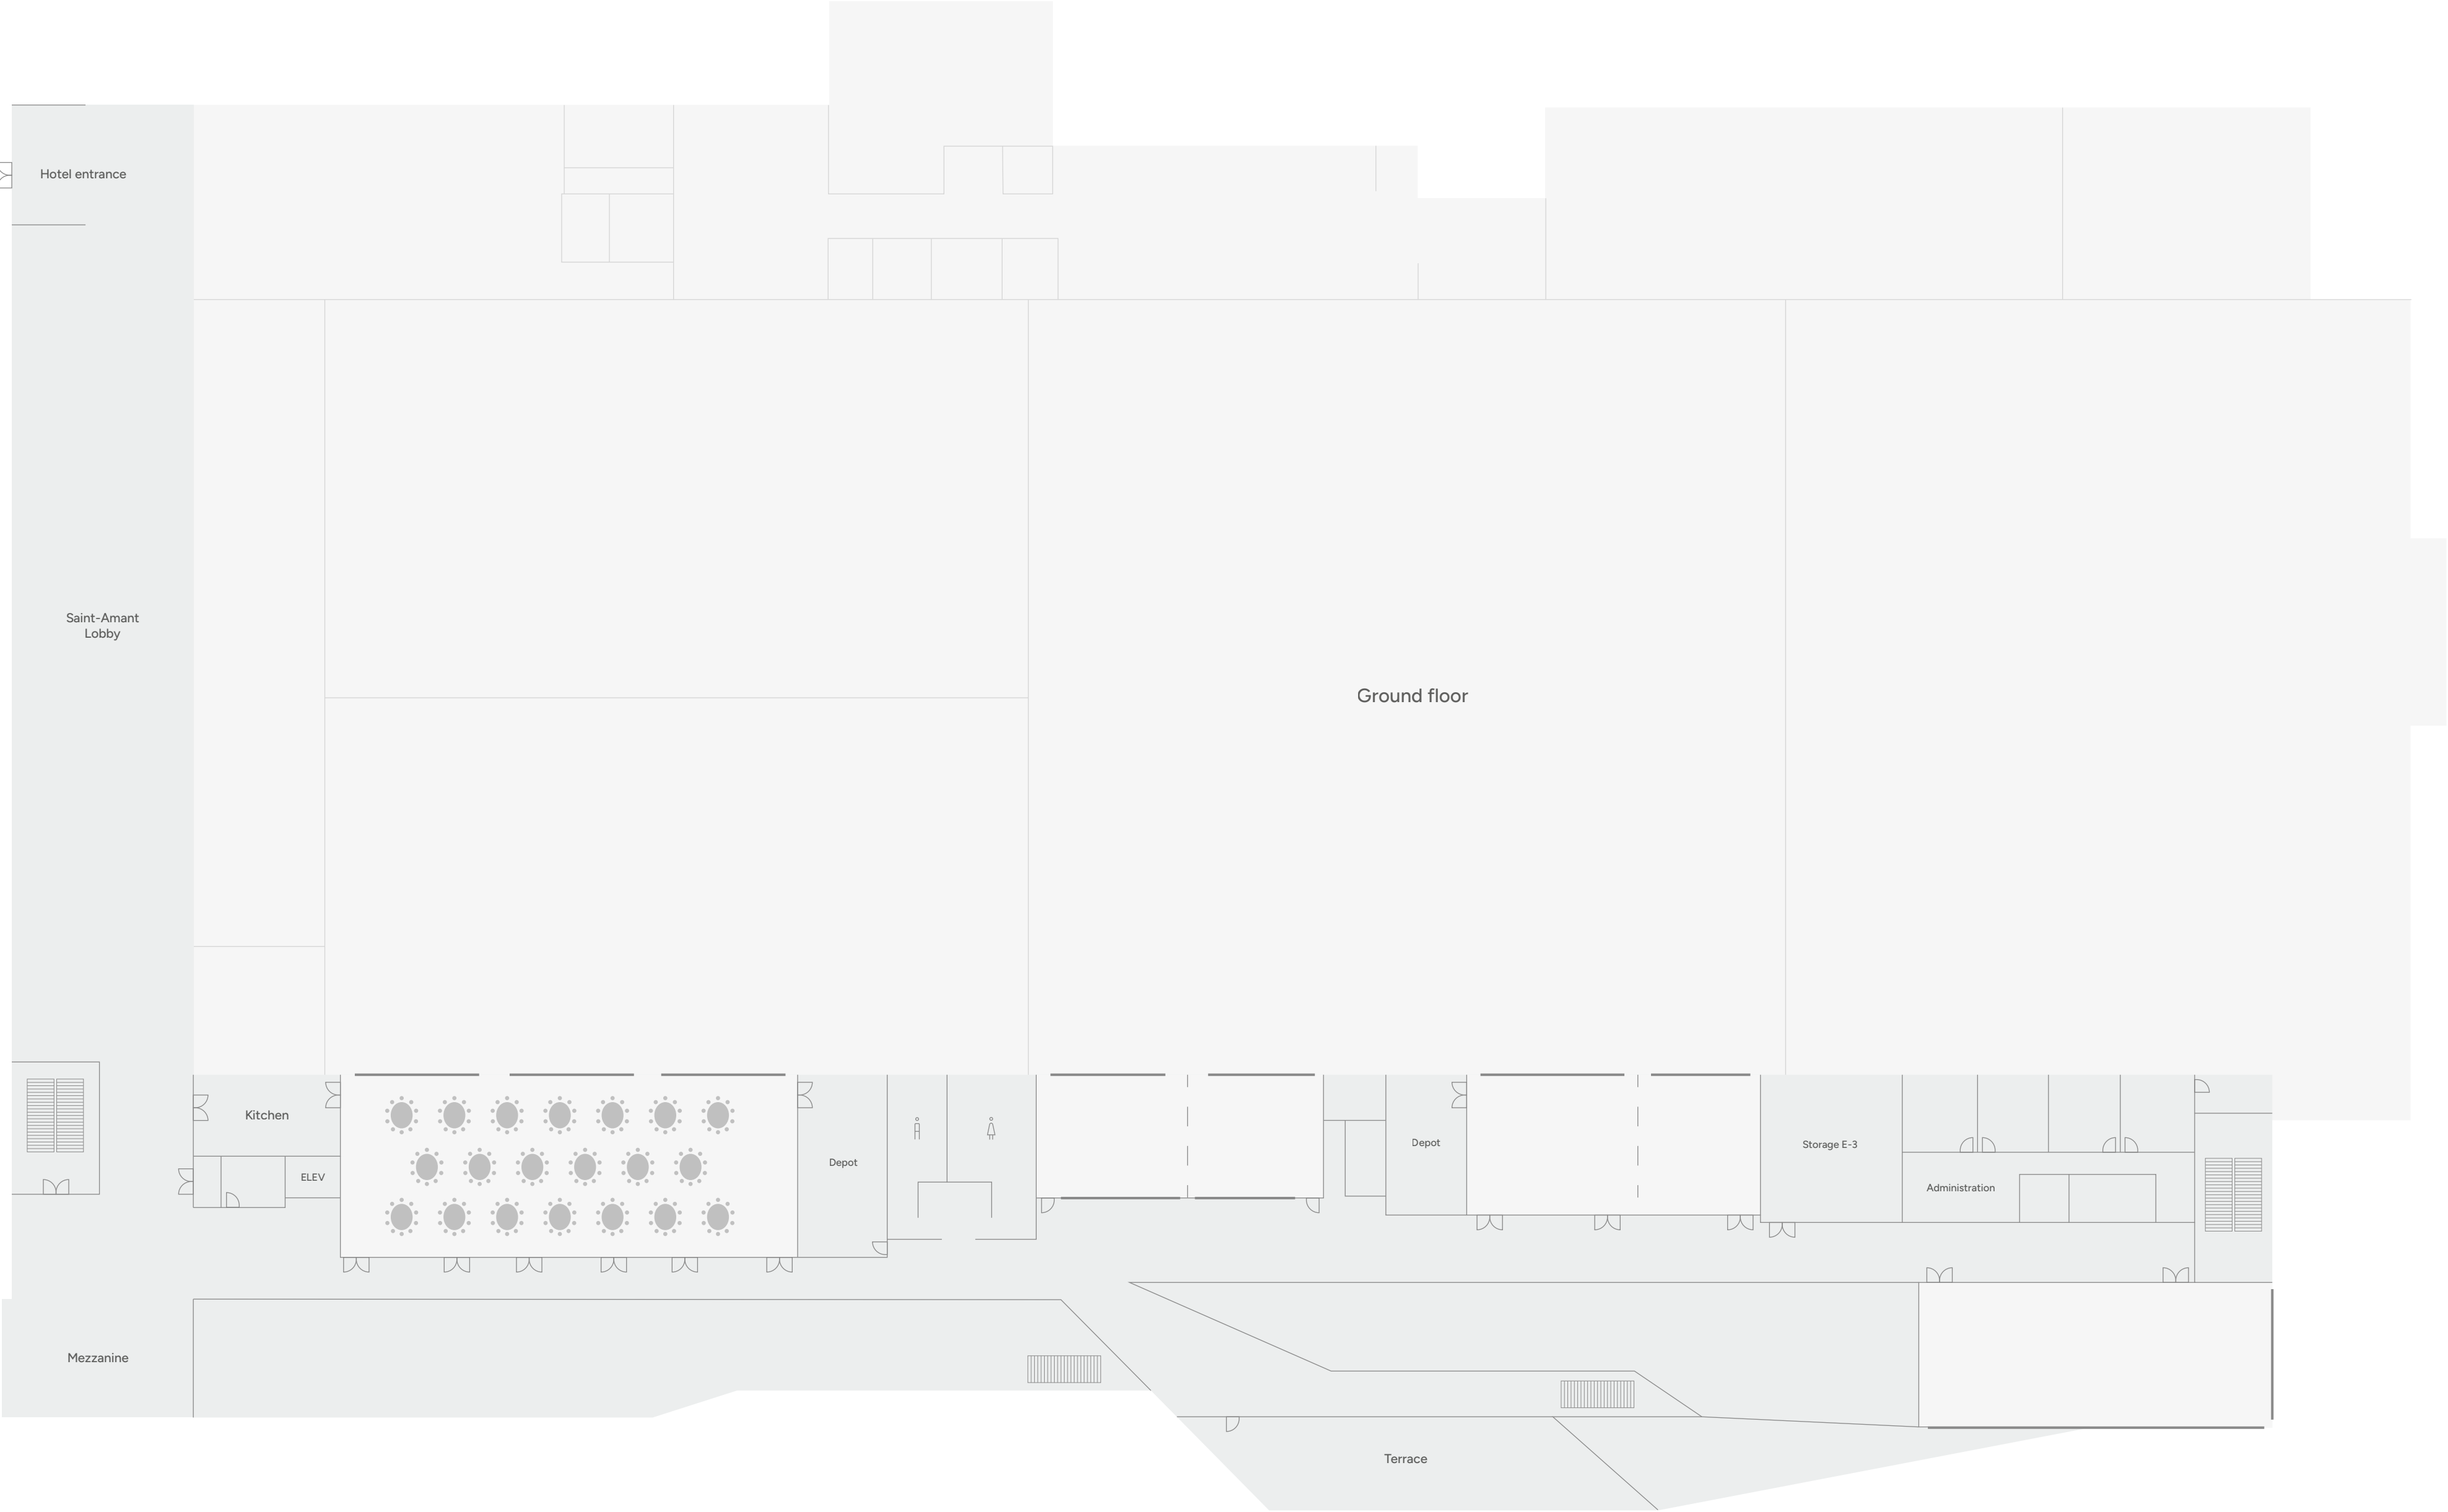 Hotel entrance
Saint-Amant
Lobby
Ground floor
Kitchen
ELEV
Depot
Depot
Storage E-3
Administration
Mezzanine
Terrace